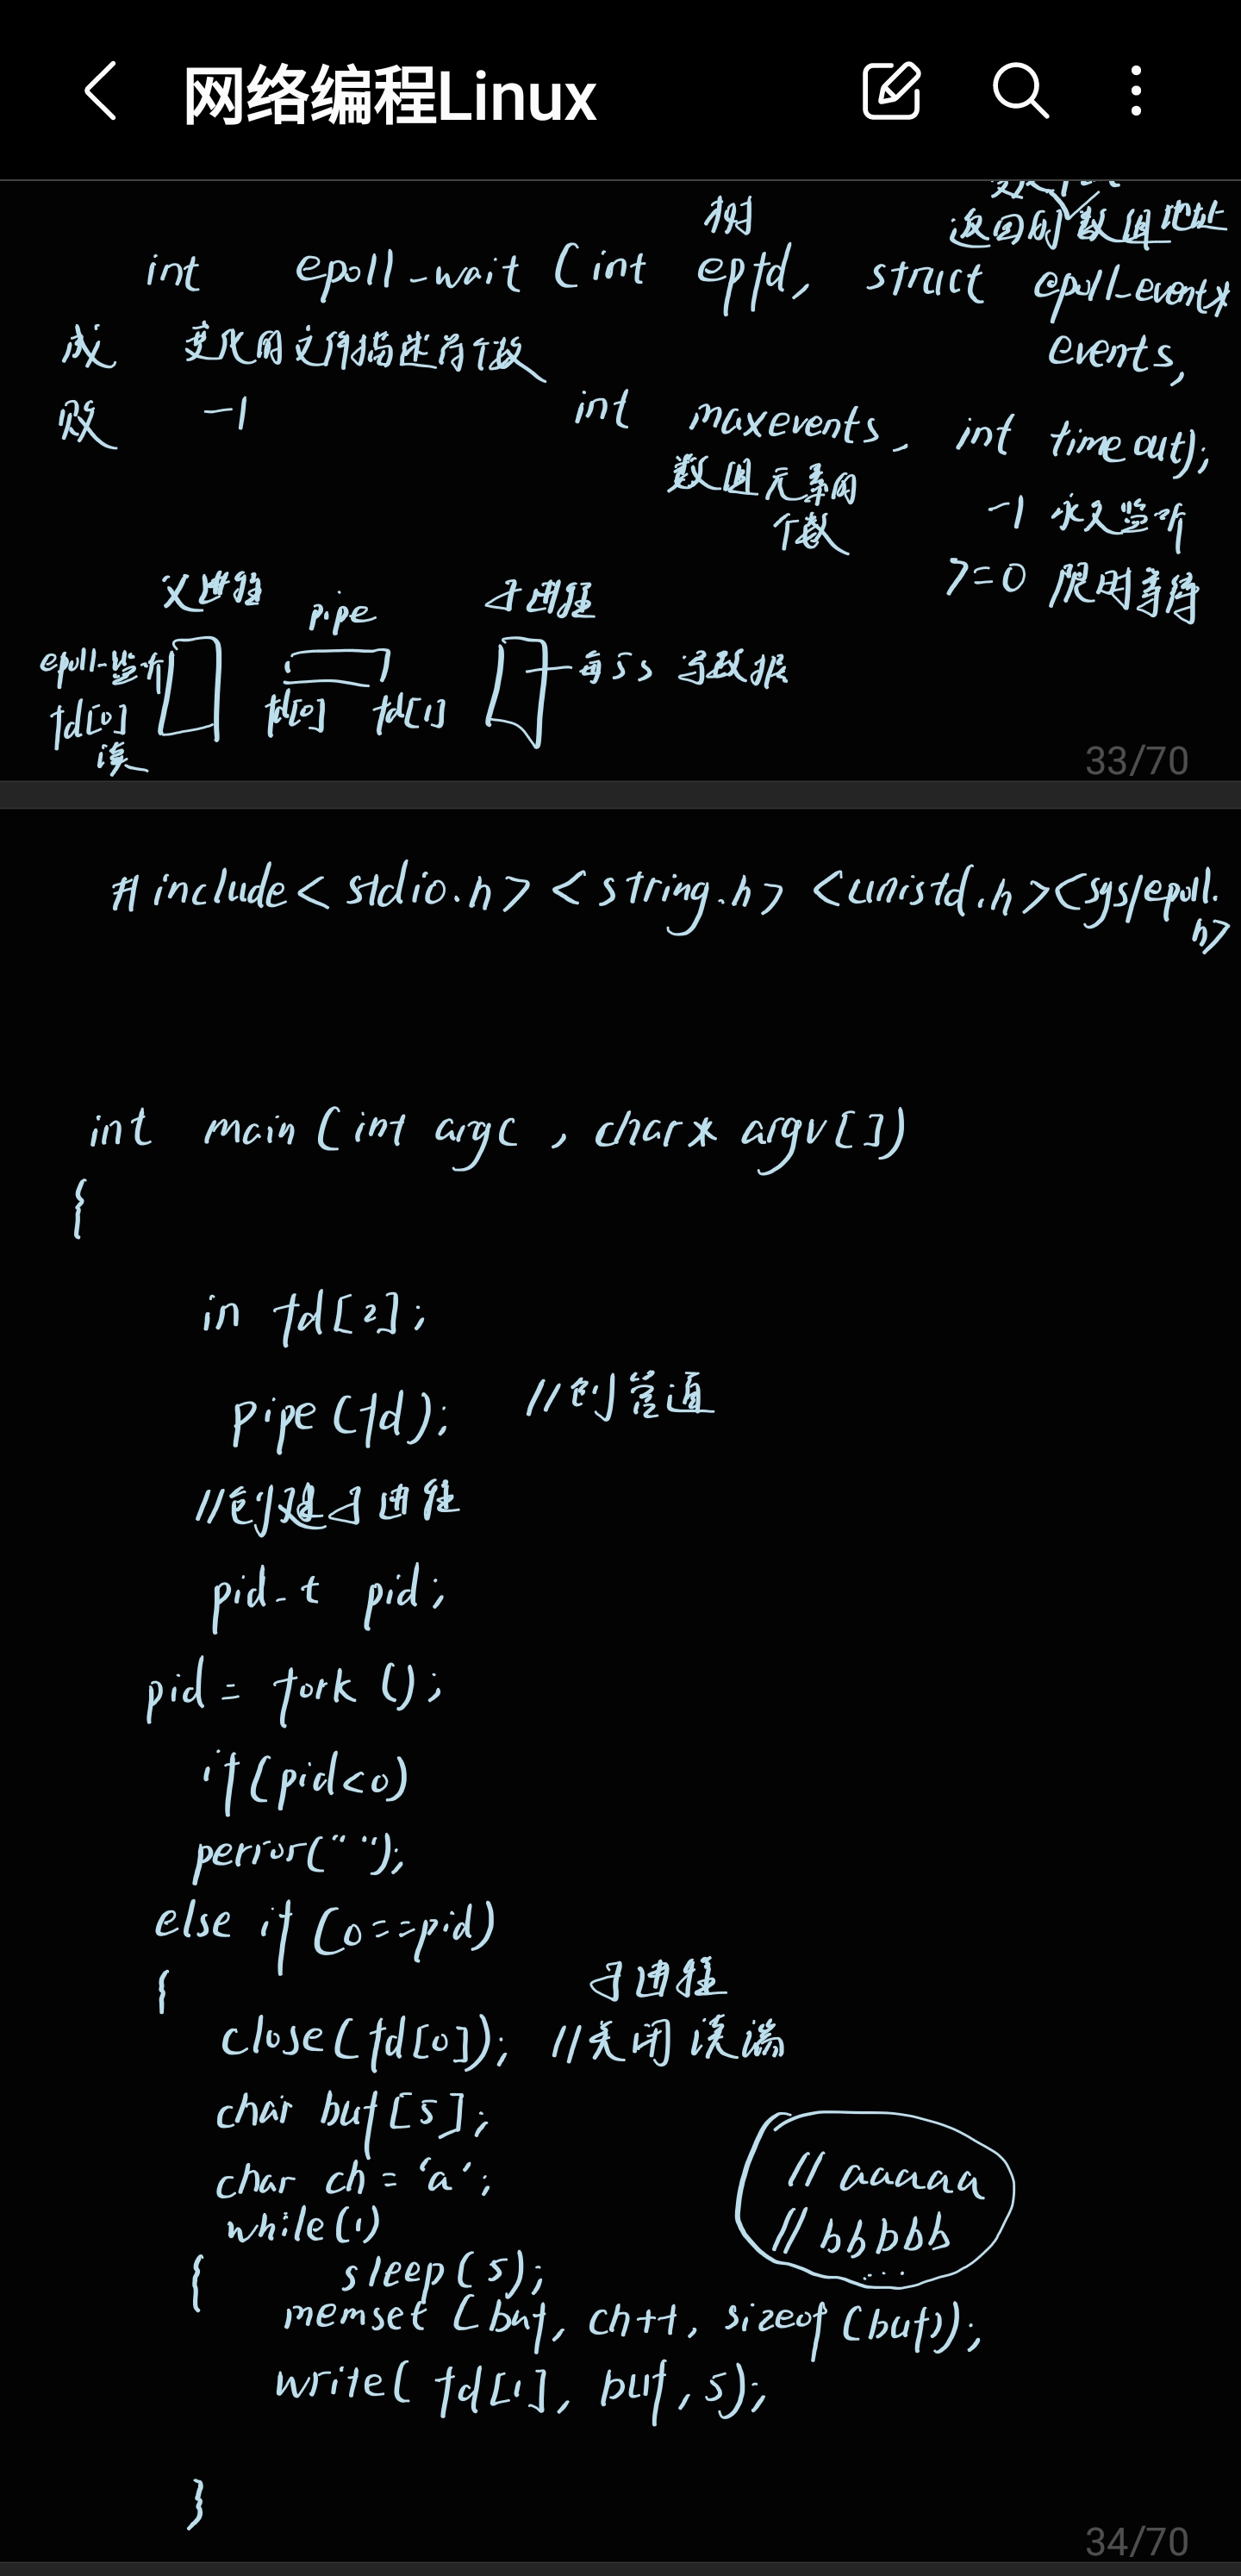 网络编程Linux
树
返回的数组地址
int epoll_wait (int epfd, struct epoll_event*
成 变化的文件描述符个数 events,
败 -1 int maxevents, int timeout);
数组元素的
个数
-1 永久监听
>=0 限时等待
父进程 pipe 子进程
epoll_监听
fd[0] fd[0] fd[1] 每5s 写数据
读
33/70
#include<stdio.h> <string.h> <unistd.h><sys/epoll.
h>
int main (int argc , char* argv[])
{
in fd[2];
pipe(fd); //创管道
//创建子进程
pid_t pid;
pid = fork ();
if(pid<0)
perror(" ");
else if (0==pid)
{ 子进程
close(fd[0]); //关闭读端
char buf[5];
char ch = 'a';
// aaaaa
while(1)
// bbbbb
...
{ sleep(5);
memset (buf, ch++, sizeof(buf));
write( fd[1], buf, 5);
}
34/70